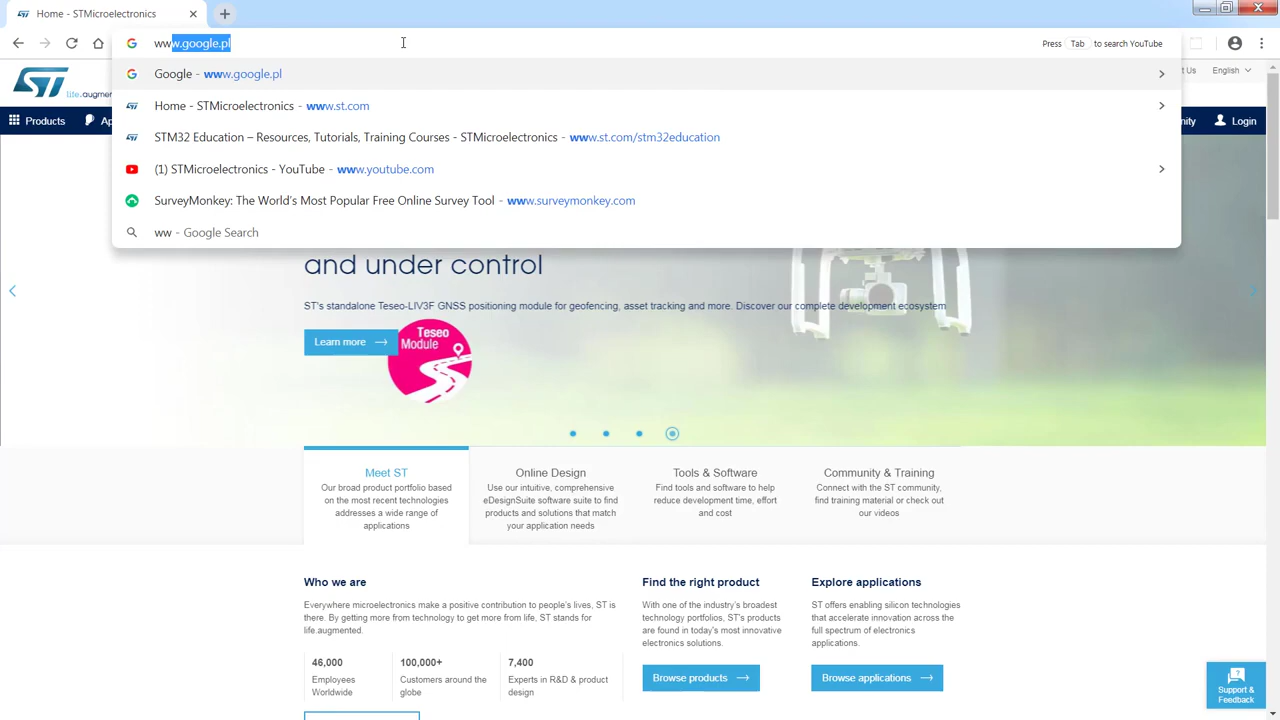 Home - STMicroelectronics
www.google.pl
Press Tab to search YouTube
Google - www.google.pl
Home - STMicroelectronics - www.st.com
STM32 Education – Resources, Tutorials, Training Courses - STMicroelectronics - www.st.com/stm32education
(1) STMicroelectronics - YouTube - www.youtube.com
SurveyMonkey: The World's Most Popular Free Online Survey Tool - www.surveymonkey.com
ww - Google Search
ST
life.augmen
t Us
English
Products
Ap
nity
Login
and under control
ST's standalone Teseo-LIV3F GNSS positioning module for geofencing, asset tracking and more. Discover our complete development ecosystem
Learn more
Teseo
Module
Meet ST
Our broad product portfolio based
on the most recent technologies
addresses a wide range of
applications
Online Design
Use our intuitive, comprehensive
eDesignSuite software suite to find
products and solutions that match
your application needs
Tools & Software
Find tools and software to help
reduce development time, effort
and cost
Community & Training
Connect with the ST community,
find training material or check out
our videos
Who we are
Everywhere microelectronics make a positive contribution to people's lives, ST is
there. By getting more from technology to get more from life, ST stands for
life.augmented.
46,000
Employees
Worldwide
100,000+
Customers around the
globe
7,400
Experts in R&D & product
design
Find the right product
With one of the industry's broadest
technology portfolios, ST's products
are found in today's most innovative
electronics solutions.
Browse products
Explore applications
ST offers enabling silicon technologies
that accelerate innovation across the
full spectrum of electronics
applications.
Browse applications
Support &
Feedback